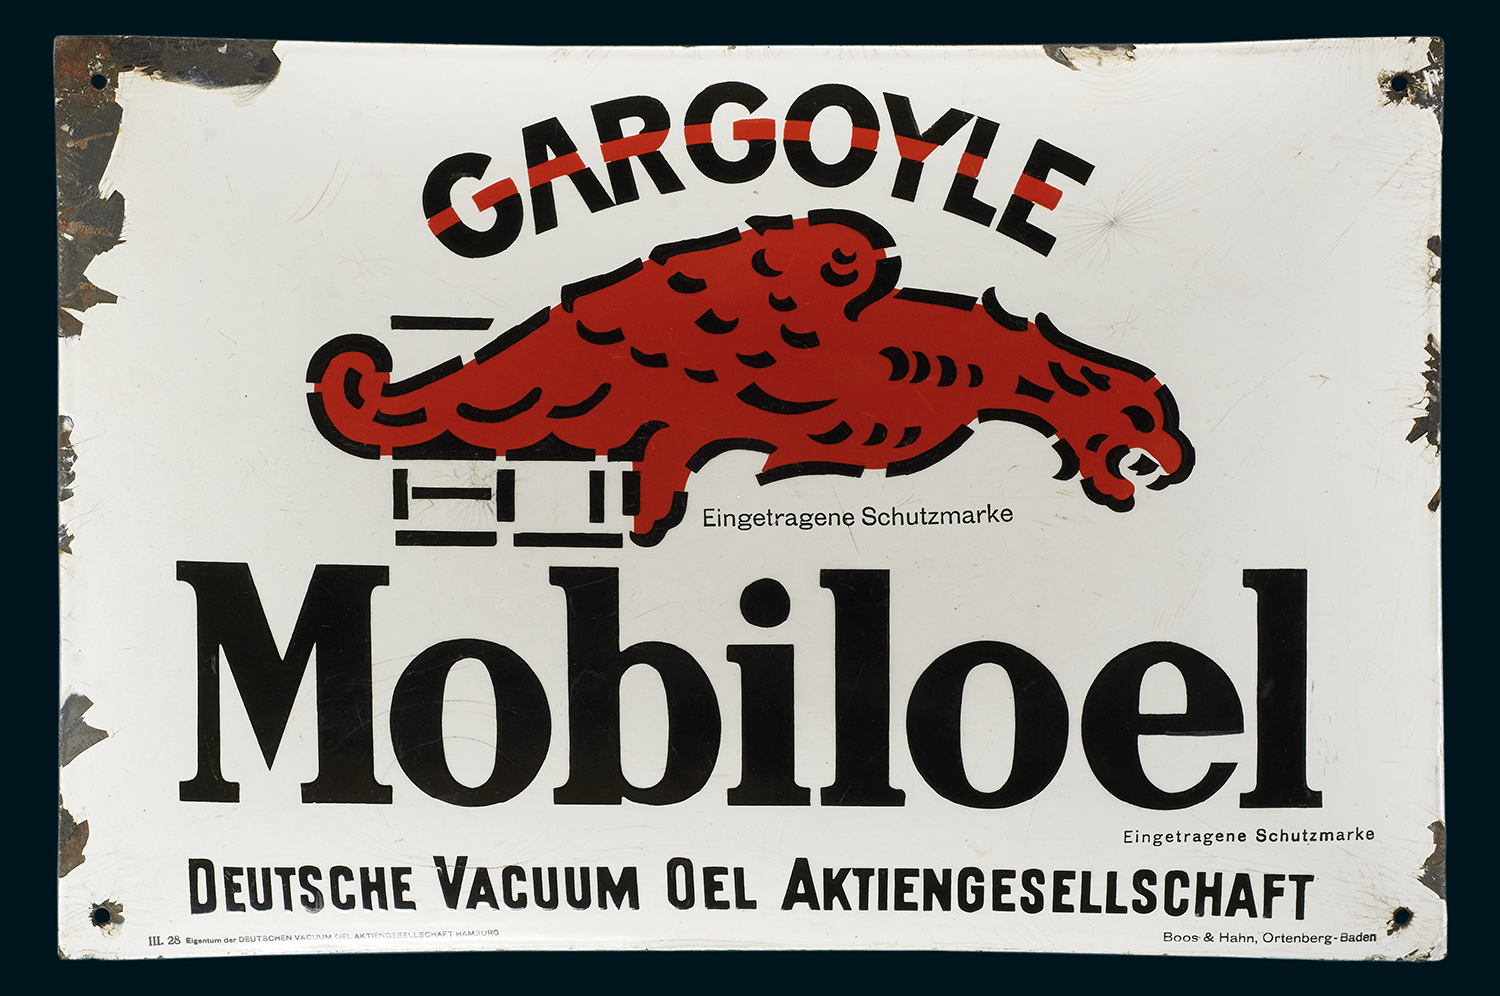 GARGOYLE
Eingetragene Schutzmarke
Mobiloel
Eingetragene Schutzmarke
DEUTSCHE VACUUM OEL AKTIENGESELLSCHAFT
III. 28 Eigentum der DEUTSCHEN VACUUM OEL AKTIENGESELLSCHAFT HAMBURG
Boos & Hahn, Ortenberg-Baden